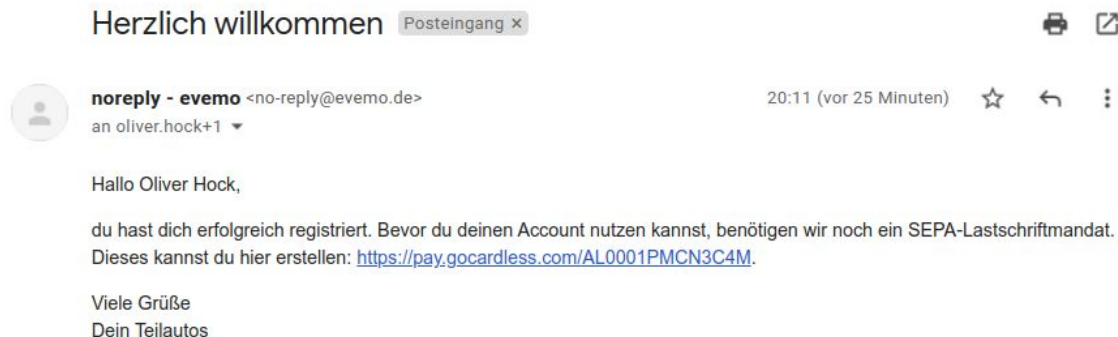 Herzlich willkommen Posteingang ×
noreply - evemo <no-reply@evemo.de> 20:11 (vor 25 Minuten)
an oliver.hock+1
Hallo Oliver Hock,
du hast dich erfolgreich registriert. Bevor du deinen Account nutzen kannst, benötigen wir noch ein SEPA-Lastschriftmandat.
Dieses kannst du hier erstellen: https://pay.gocardless.com/AL0001PMCN3C4M.
Viele Grüße
Dein Teilautos